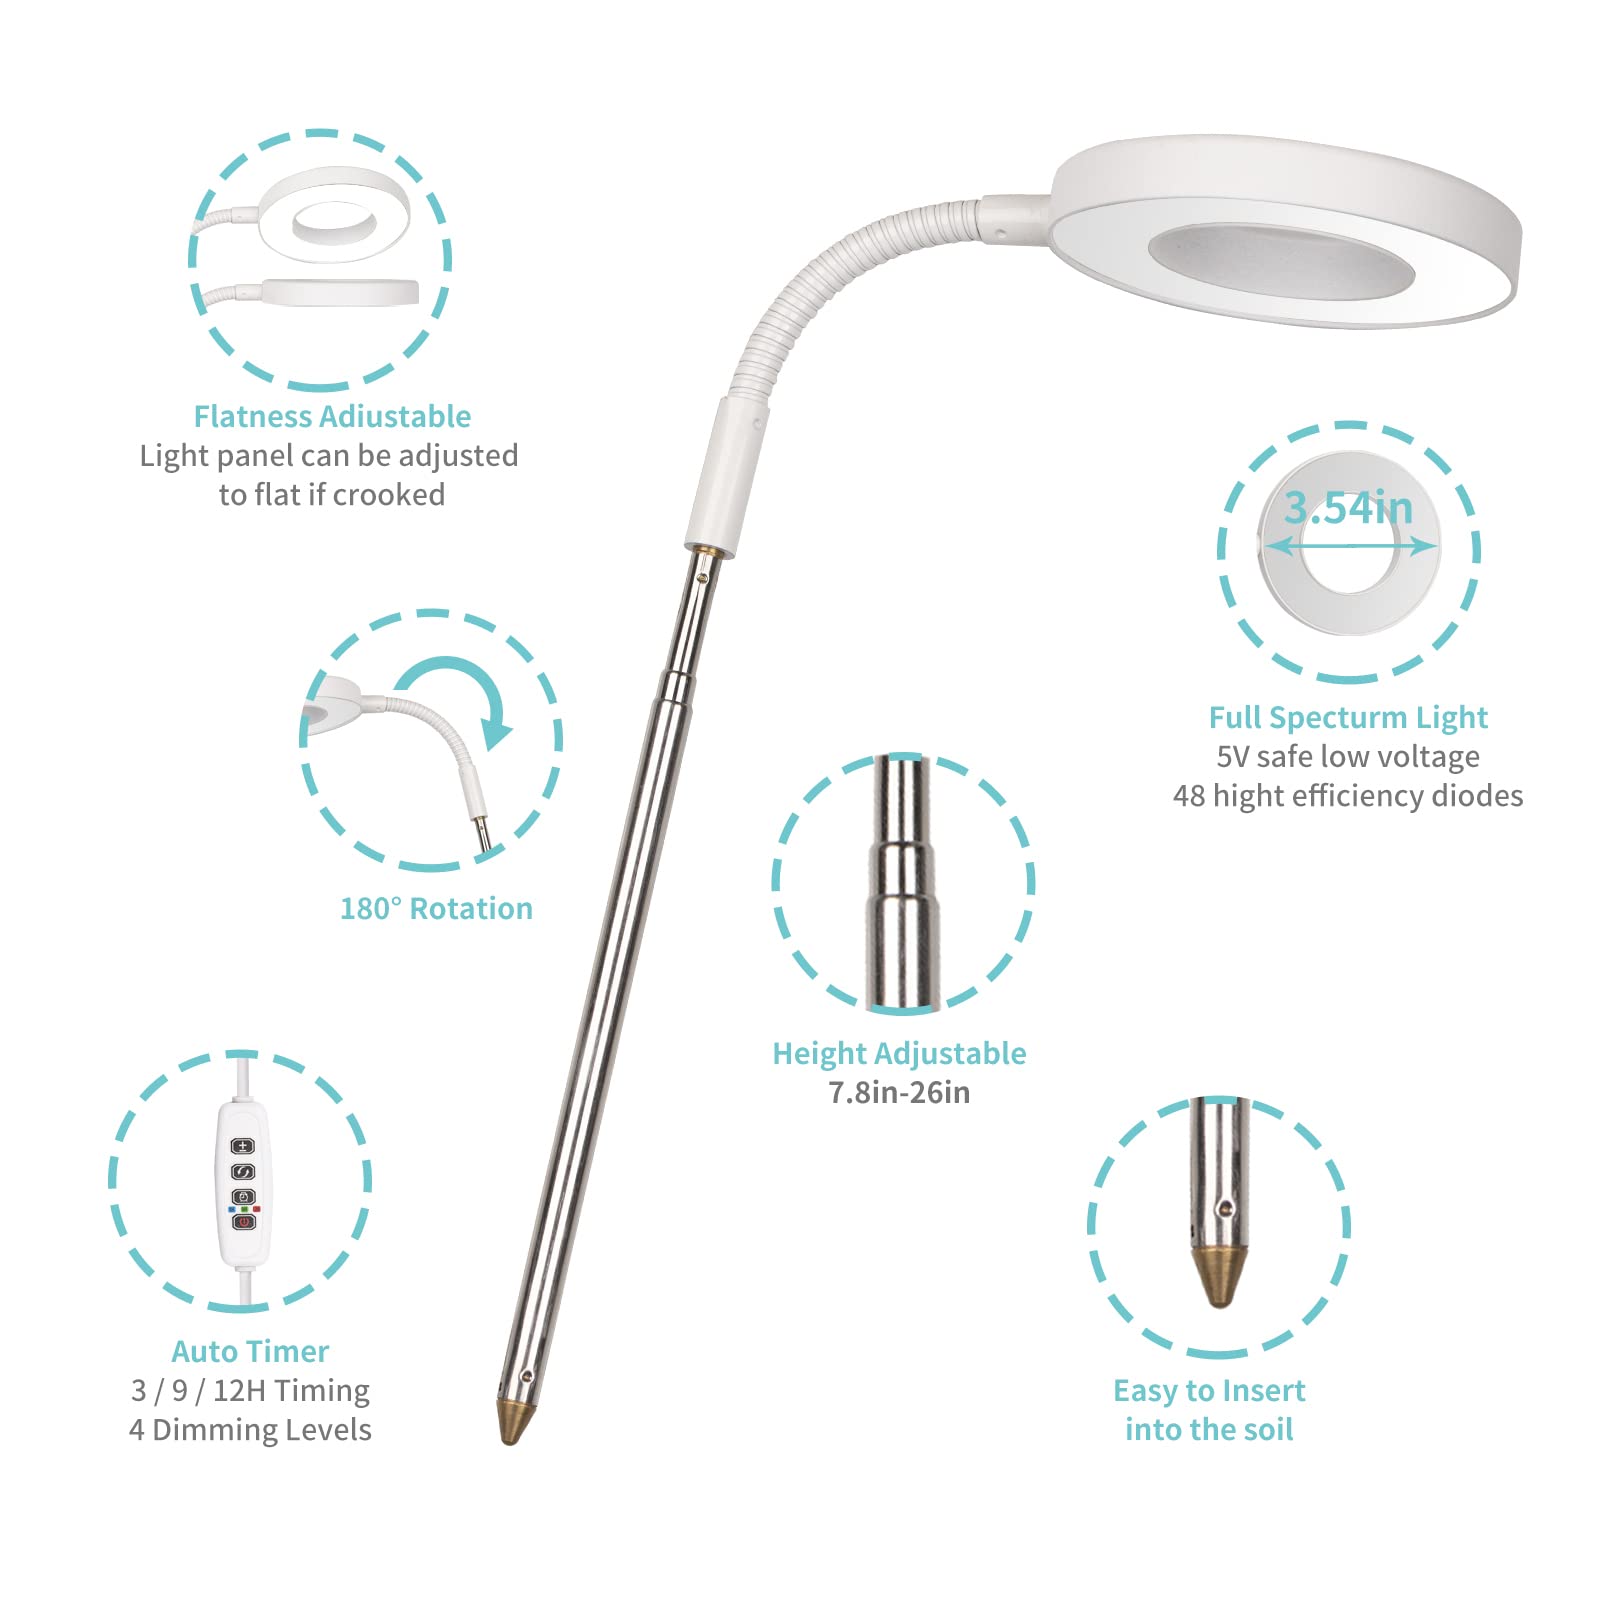 Flatness Adiustable
Light panel can be adjusted
to flat if crooked
3.54in
Full Specturm Light
5V safe low voltage
48 hight efficiency diodes
180° Rotation
Height Adjustable
7.8in-26in
Auto Timer
3 / 9 / 12H Timing
4 Dimming Levels
Easy to Insert
into the soil